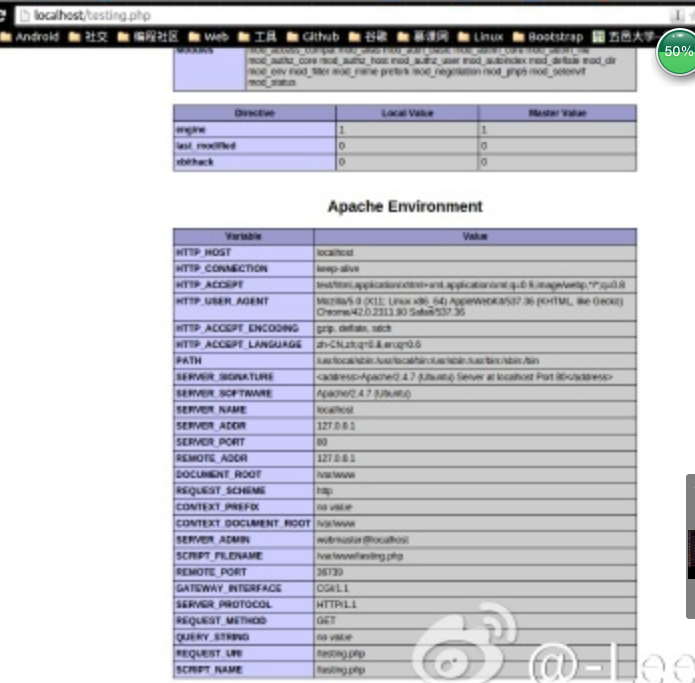 localhost/testing.php
Android 社交 编程社区 Web 工具 Github 谷歌 慕课网 Linux Bootstrap 五邑大学
50%
mod_authz_core mod_authz_host mod_authz_user mod_autoindex mod_deflate mod_dir
mod_env mod_filter mod_mime prefork mod_negotiation mod_php5 mod_setenvif
mod_status
Directive Local Value Master Value
engine 1 1
last_modified 0 0
xbithack 0 0
Apache Environment
Variable Value
HTTP_HOST localhost
HTTP_CONNECTION keep-alive
HTTP_ACCEPT text/html,application/xhtml+xml,application/xml;q=0.9,image/webp,*/*;q=0.8
HTTP_USER_AGENT Mozilla/5.0 (X11; Linux x86_64) AppleWebKit/537.36 (KHTML, like Gecko)
Chrome/42.0.2311.90 Safari/537.36
HTTP_ACCEPT_ENCODING gzip, deflate, sdch
HTTP_ACCEPT_LANGUAGE zh-CN,zh;q=0.8,en;q=0.6
PATH /usr/local/sbin:/usr/local/bin:/usr/sbin:/usr/bin:/sbin:/bin
SERVER_SIGNATURE <address>Apache/2.4.7 (Ubuntu) Server at localhost Port 80</address>
SERVER_SOFTWARE Apache/2.4.7 (Ubuntu)
SERVER_NAME localhost
SERVER_ADDR 127.0.0.1
SERVER_PORT 80
REMOTE_ADDR 127.0.0.1
DOCUMENT_ROOT /var/www
REQUEST_SCHEME http
CONTEXT_PREFIX no value
CONTEXT_DOCUMENT_ROOT /var/www
SERVER_ADMIN webmaster@localhost
SCRIPT_FILENAME /var/www/testing.php
REMOTE_PORT 36739
GATEWAY_INTERFACE CGI/1.1
SERVER_PROTOCOL HTTP/1.1
REQUEST_METHOD GET
QUERY_STRING no value
REQUEST_URI /testing.php
SCRIPT_NAME /testing.php
@-Lee